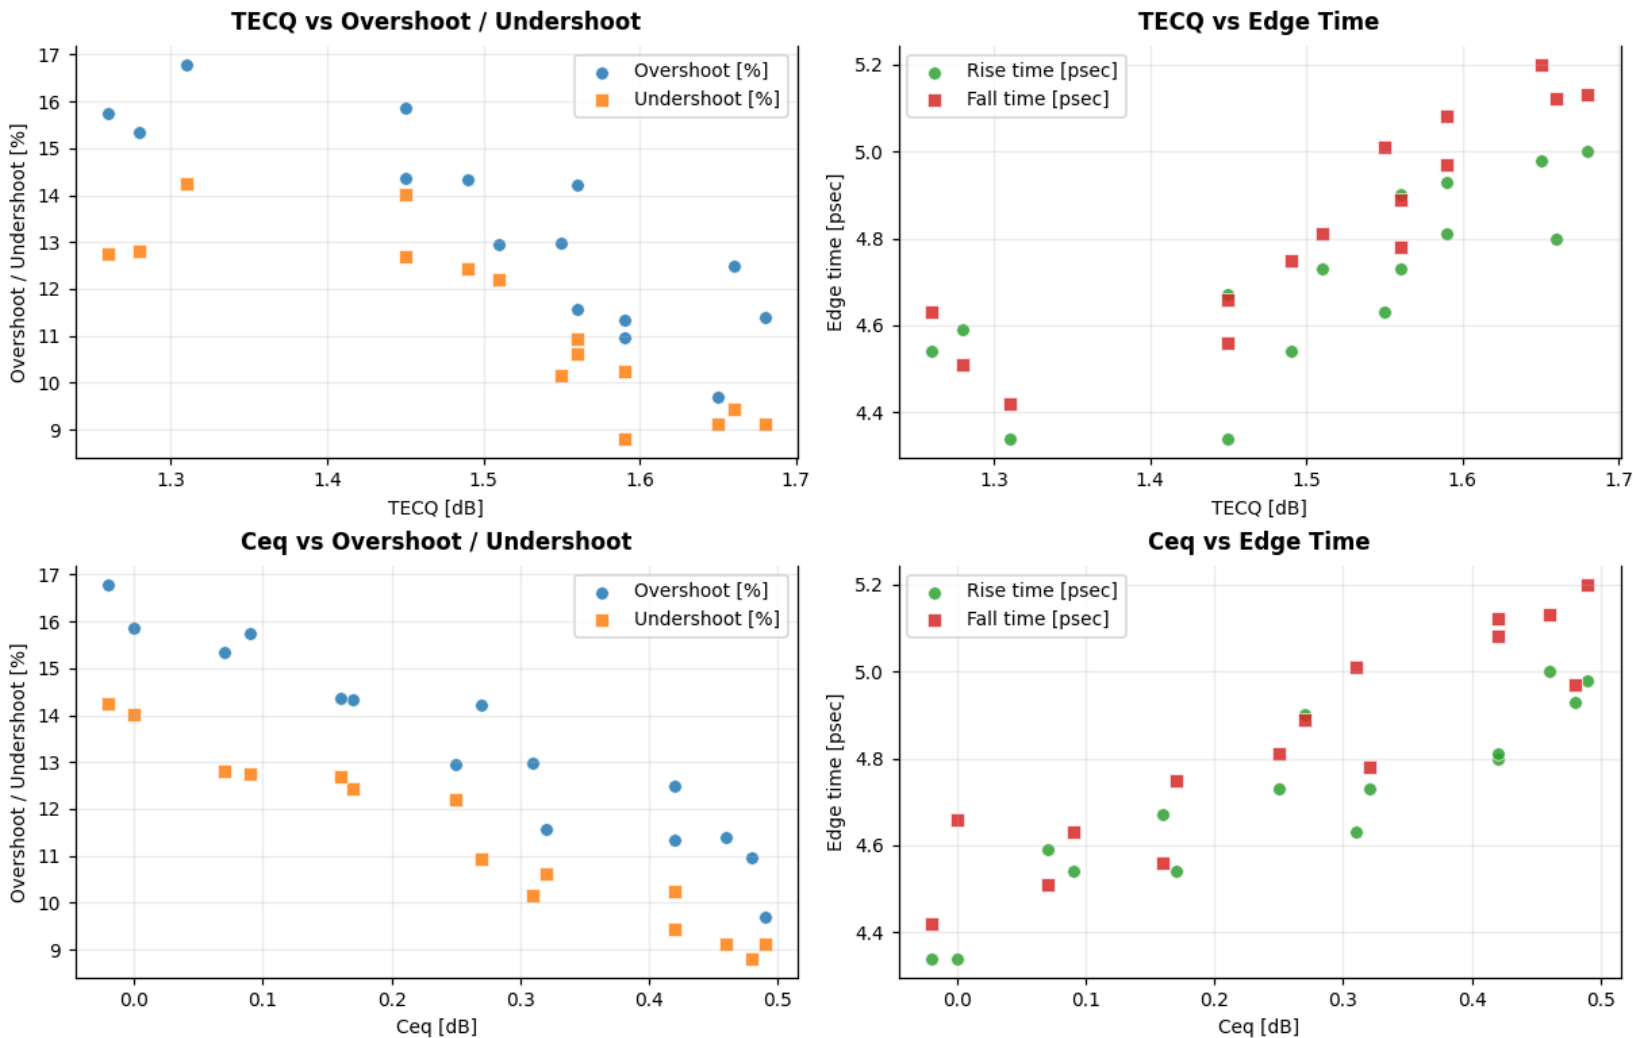 TECQ vs Overshoot / Undershoot
Overshoot / Undershoot [%]
17
16
15
14
13
12
11
10
9
Overshoot [%]
Undershoot [%]
1.3 1.4 1.5 1.6 1.7
TECQ [dB]
TECQ vs Edge Time
Edge time [psec]
5.2
5.0
4.8
4.6
4.4
Rise time [psec]
Fall time [psec]
1.3 1.4 1.5 1.6 1.7
TECQ [dB]
Ceq vs Overshoot / Undershoot
Overshoot / Undershoot [%]
17
16
15
14
13
12
11
10
9
Overshoot [%]
Undershoot [%]
0.0 0.1 0.2 0.3 0.4 0.5
Ceq [dB]
Ceq vs Edge Time
Edge time [psec]
5.2
5.0
4.8
4.6
4.4
Rise time [psec]
Fall time [psec]
0.0 0.1 0.2 0.3 0.4 0.5
Ceq [dB]